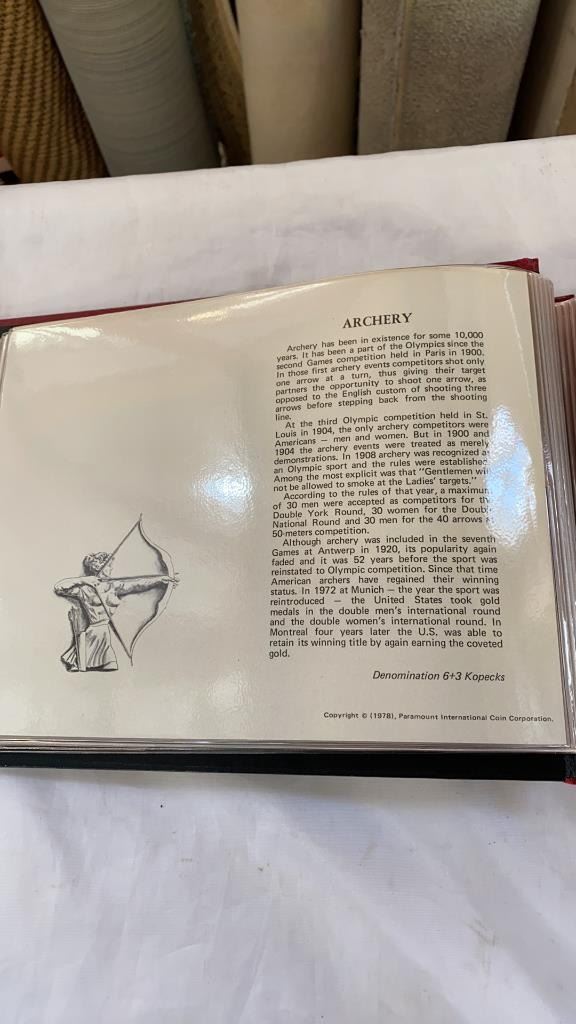 ARCHERY
Archery has been in existence for some 10,000
years. It has been a part of the Olympics since the
second Games competition held in Paris in 1900.
In those first archery events competitors shot only
one arrow at a turn, thus giving their target
partners the opportunity to shoot one arrow, as
opposed to the English custom of shooting three
arrows before stepping back from the shooting
line.
At the third Olympic competition held in St.
Louis in 1904, the only archery competitors were
Americans — men and women. But in 1900 and
1904 the archery events were treated as merely
demonstrations. In 1908 archery was recognized as
an Olympic sport and the rules were established.
Among the most explicit was that "Gentlemen will
not be allowed to smoke at the Ladies' targets."
According to the rules of that year, a maximum
of 30 men were accepted as competitors for the
Double York Round, 30 women for the Double
National Round and 30 men for the 40 arrows at
50-meters competition.
Although archery was included in the seventh
Games at Antwerp in 1920, its popularity again
faded and it was 52 years before the sport was
reinstated to Olympic competition. Since that time
American archers have regained their winning
status. In 1972 at Munich — the year the sport was
reintroduced — the United States took gold
medals in the double men's international round
and the double women's international round. In
Montreal four years later the U.S. was able to
retain its winning title by again earning the coveted
gold.
Denomination 6+3 Kopecks
Copyright © (1978), Paramount International Coin Corporation.